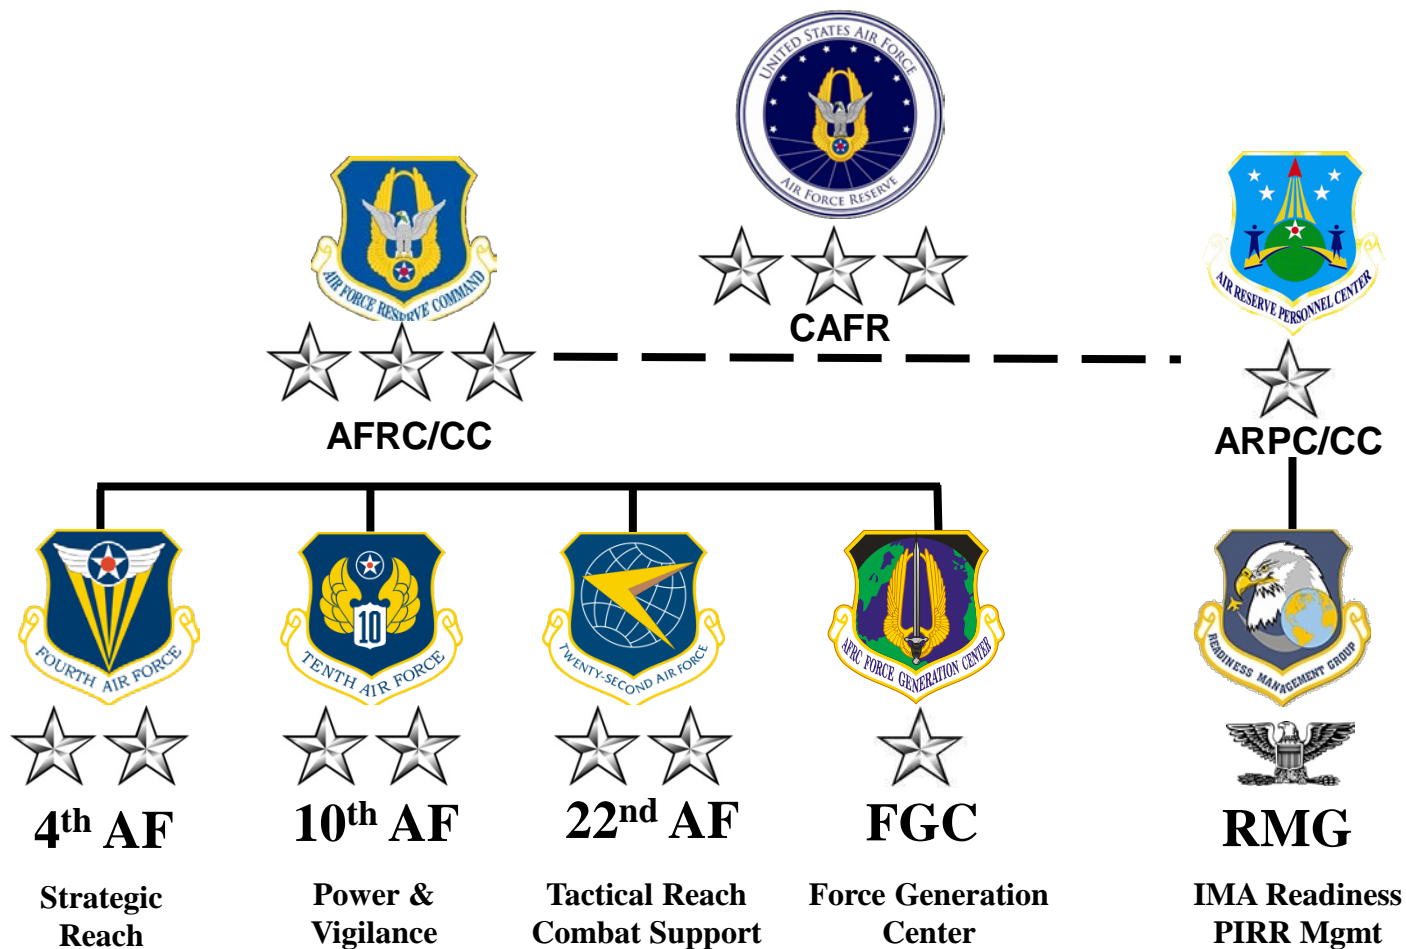 UNITED STATES AIR FORCE
AIR FORCE RESERVE
CAFR
AIR FORCE RESERVE COMMAND
AFRC/CC
AIR RESERVE PERSONNEL CENTER
ARPC/CC
FOURTH AIR FORCE
TENTH AIR FORCE
10
TWENTY-SECOND AIR FORCE
AFRC FORCE GENERATION CENTER
READINESS MANAGEMENT GROUP
4th AF
10th AF
22nd AF
FGC
RMG
Strategic
Reach
Power &
Vigilance
Tactical Reach
Combat Support
Force Generation
Center
IMA Readiness
PIRR Mgmt